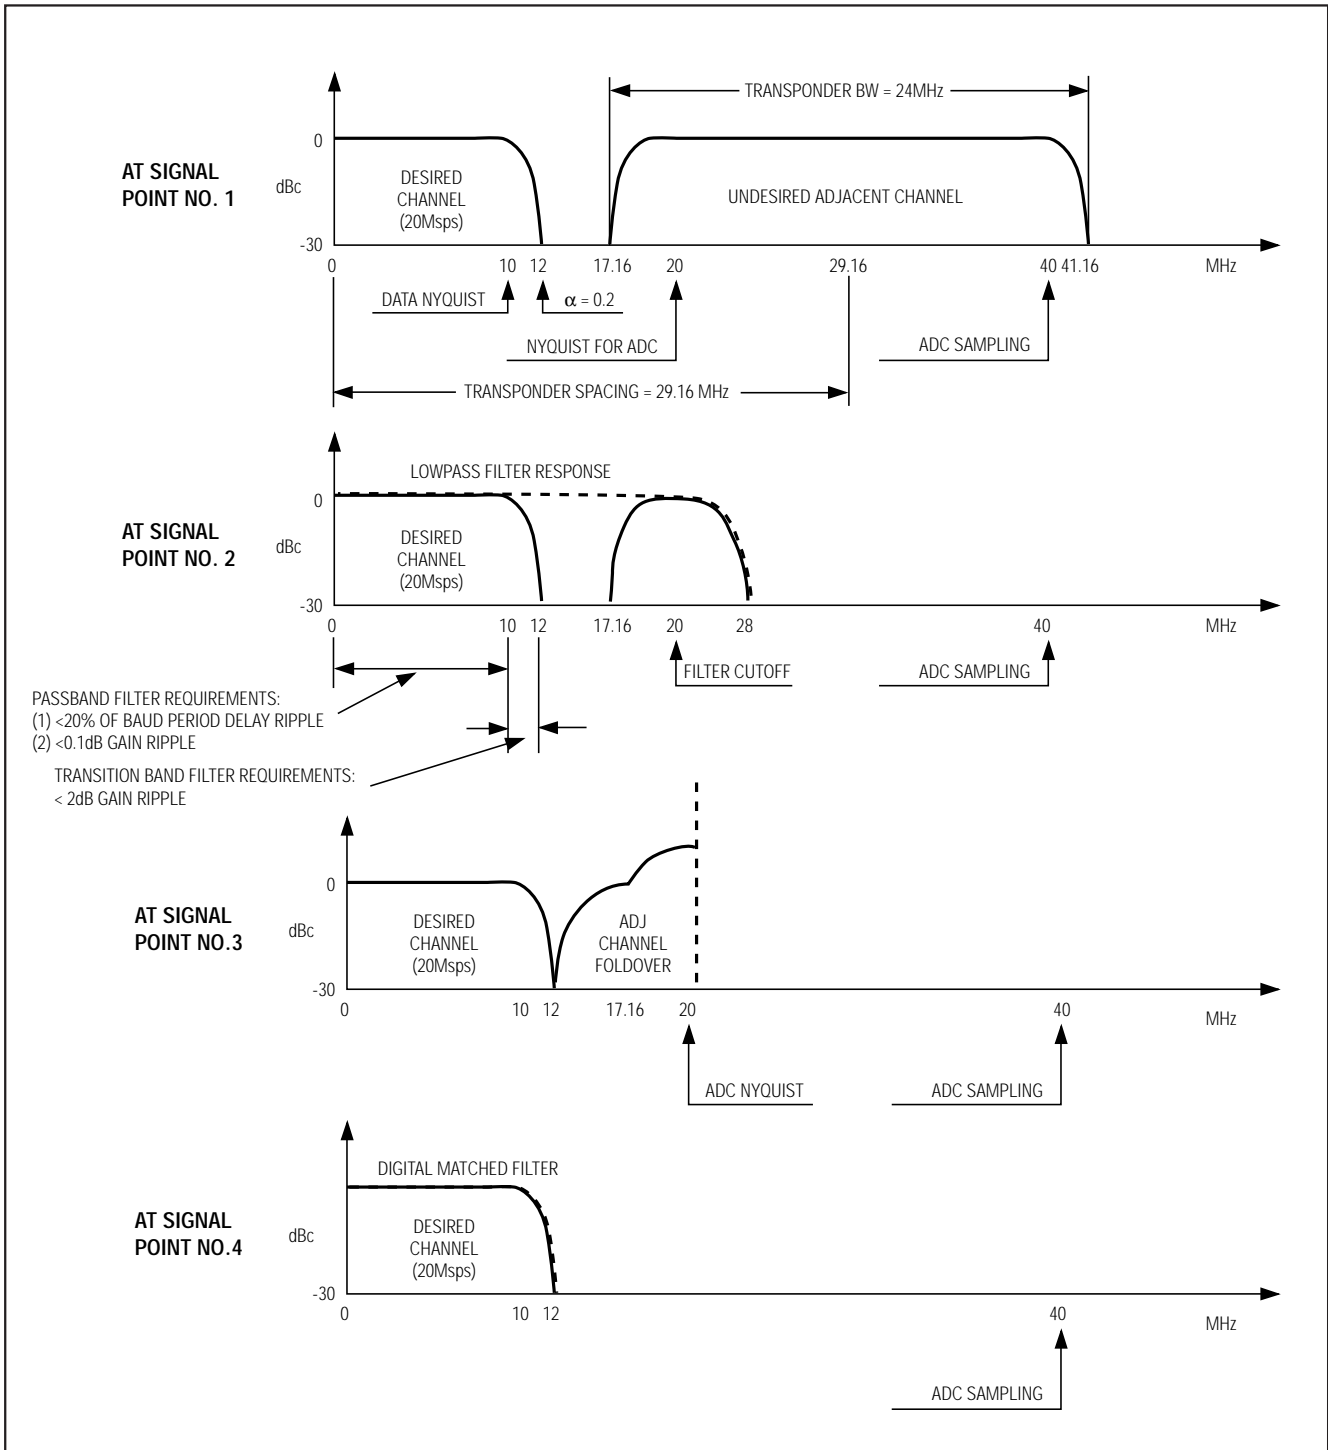 TRANSPONDER BW = 24MHz
0
AT SIGNAL
POINT NO. 1
dBc
DESIRED
CHANNEL
(20Msps)
UNDESIRED ADJACENT CHANNEL
-30
0 10 12 17.16 20 29.16 40 41.16 MHz
DATA NYQUIST
α = 0.2
NYQUIST FOR ADC
ADC SAMPLING
TRANSPONDER SPACING = 29.16 MHz
LOWPASS FILTER RESPONSE
0
AT SIGNAL
POINT NO. 2
dBc
DESIRED
CHANNEL
(20Msps)
-30
0 10 12 17.16 20 28 40 MHz
FILTER CUTOFF
ADC SAMPLING
PASSBAND FILTER REQUIREMENTS:
(1) <20% OF BAUD PERIOD DELAY RIPPLE
(2) <0.1dB GAIN RIPPLE
TRANSITION BAND FILTER REQUIREMENTS:
< 2dB GAIN RIPPLE
0
AT SIGNAL
POINT NO.3
dBc
DESIRED
CHANNEL
(20Msps)
ADJ
CHANNEL
FOLDOVER
-30
0 10 12 17.16 20 40 MHz
ADC NYQUIST
ADC SAMPLING
DIGITAL MATCHED FILTER
AT SIGNAL
POINT NO.4
dBc
DESIRED
CHANNEL
(20Msps)
-30
0 10 12 40 MHz
ADC SAMPLING